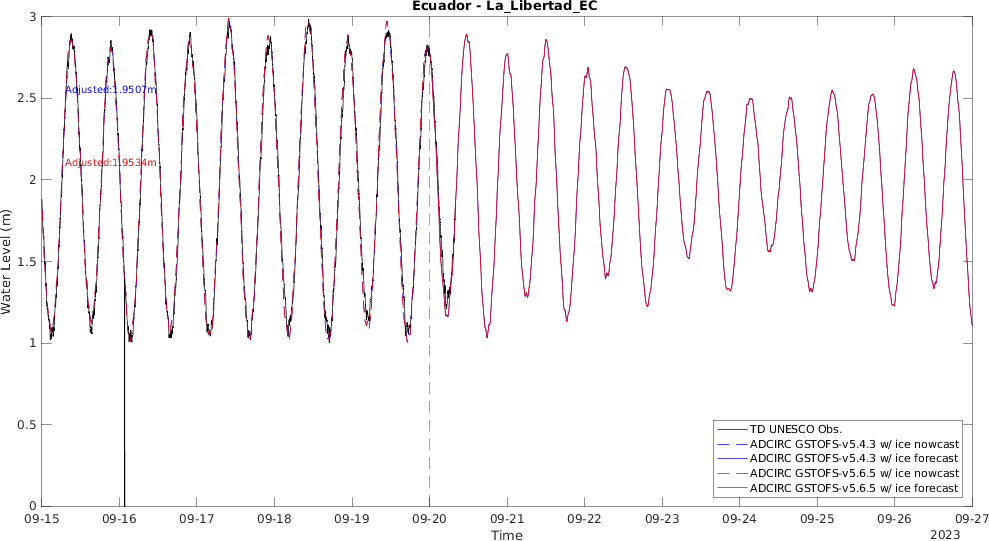 Ecuador - La_Libertad_EC
3
2.5
2
1.5
1
0.5
0
Water Level (m)
Adjusted:1.9507m
Adjusted:1.9534m
TD UNESCO Obs.
ADCIRC GSTOFS-v5.4.3 w/ ice nowcast
ADCIRC GSTOFS-v5.4.3 w/ ice forecast
ADCIRC GSTOFS-v5.6.5 w/ ice nowcast
ADCIRC GSTOFS-v5.6.5 w/ ice forecast
09-15 09-16 09-17 09-18 09-19 09-20 09-21 09-22 09-23 09-24 09-25 09-26 09-27
Time
2023